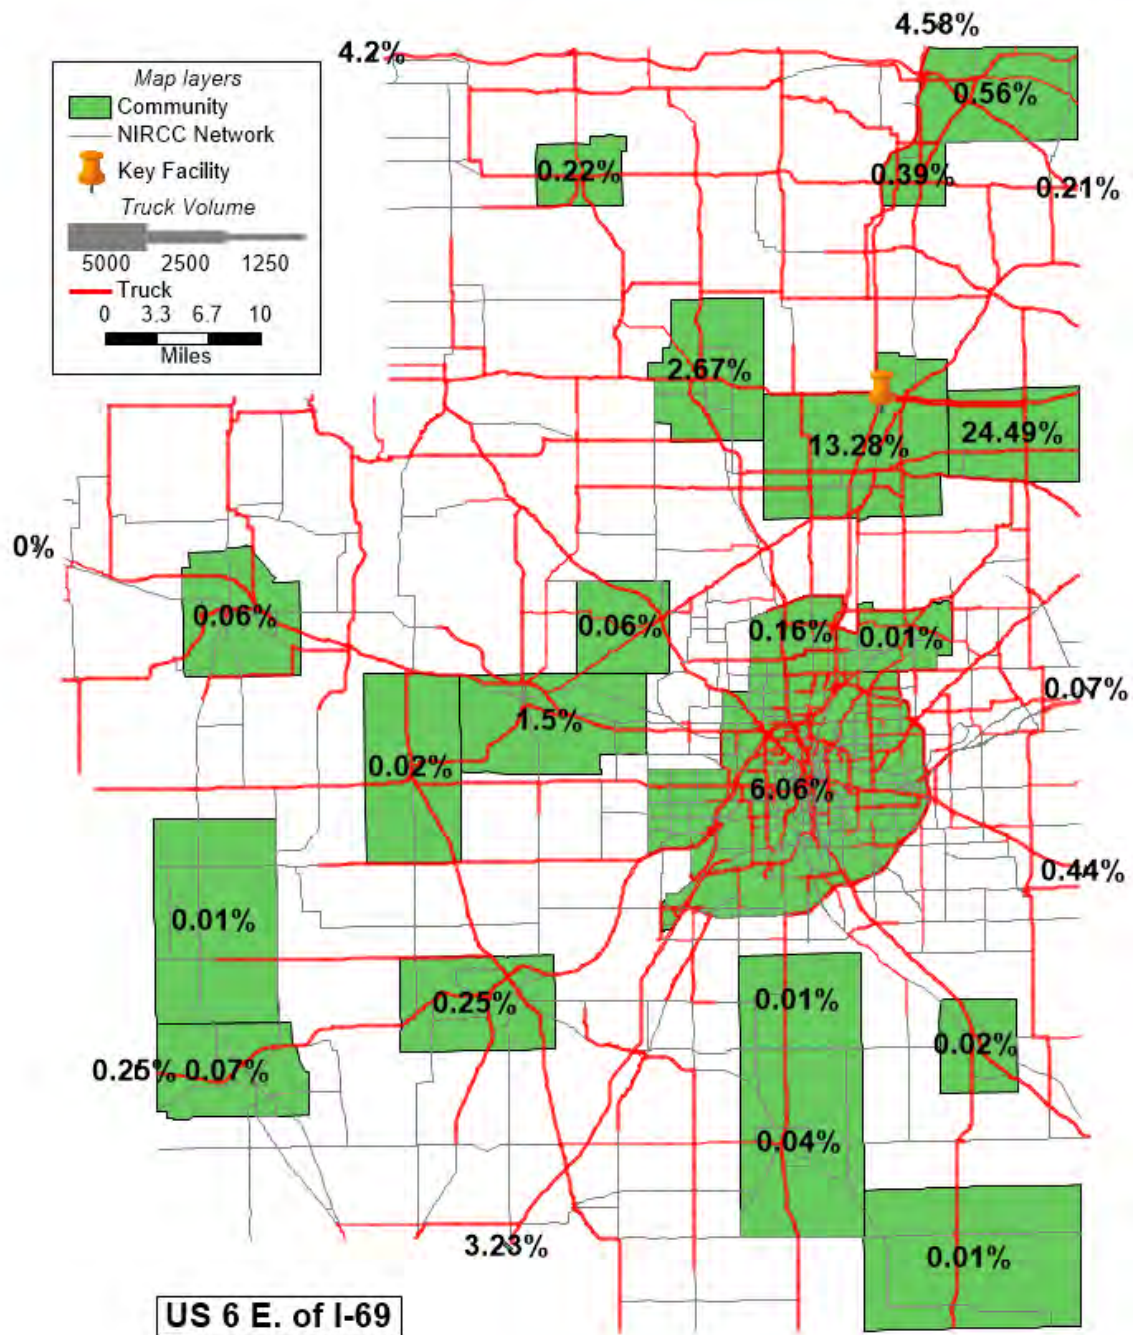 4.58%
4.2%
Map layers
Community
NIRCC Network
Key Facility
Truck Volume
5000 2500 1250
Truck
0 3.3 6.7 10
Miles
0.56%
0.22%
0.39%
0.21%
2.67%
13.28%
24.49%
0%
0.06%
0.06%
0.16%
0.01%
0.07%
1.5%
0.02%
6.06%
0.44%
0.01%
0.25%
0.01%
0.02%
0.25% 0.07%
0.04%
3.23%
0.01%
US 6 E. of I-69